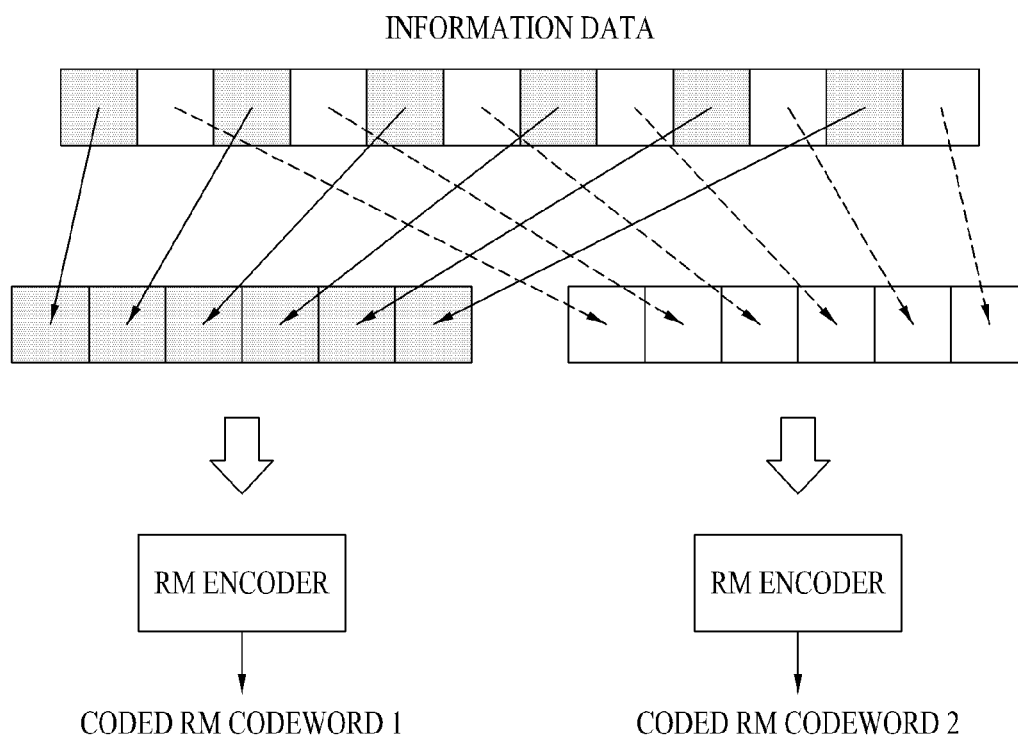 INFORMATION DATA
RM ENCODER
RM ENCODER
CODED RM CODEWORD 1
CODED RM CODEWORD 2